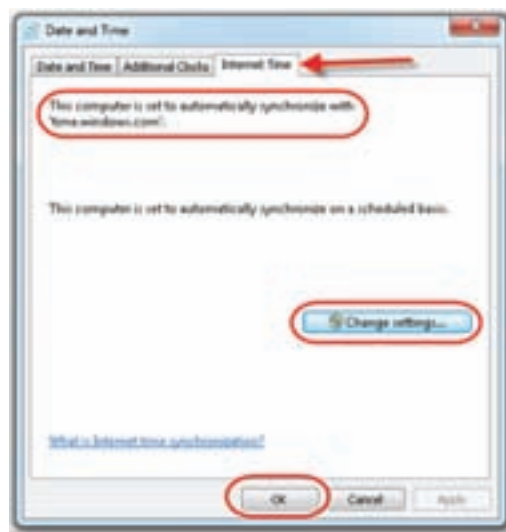 Date and Time
Date and Time Additional Clocks Internet Time
This computer is set to automatically synchronize with
'time.windows.com'.
This computer is set to automatically synchronize on a scheduled basis.
Change settings...
What is Internet time synchronization?
OK Cancel Apply